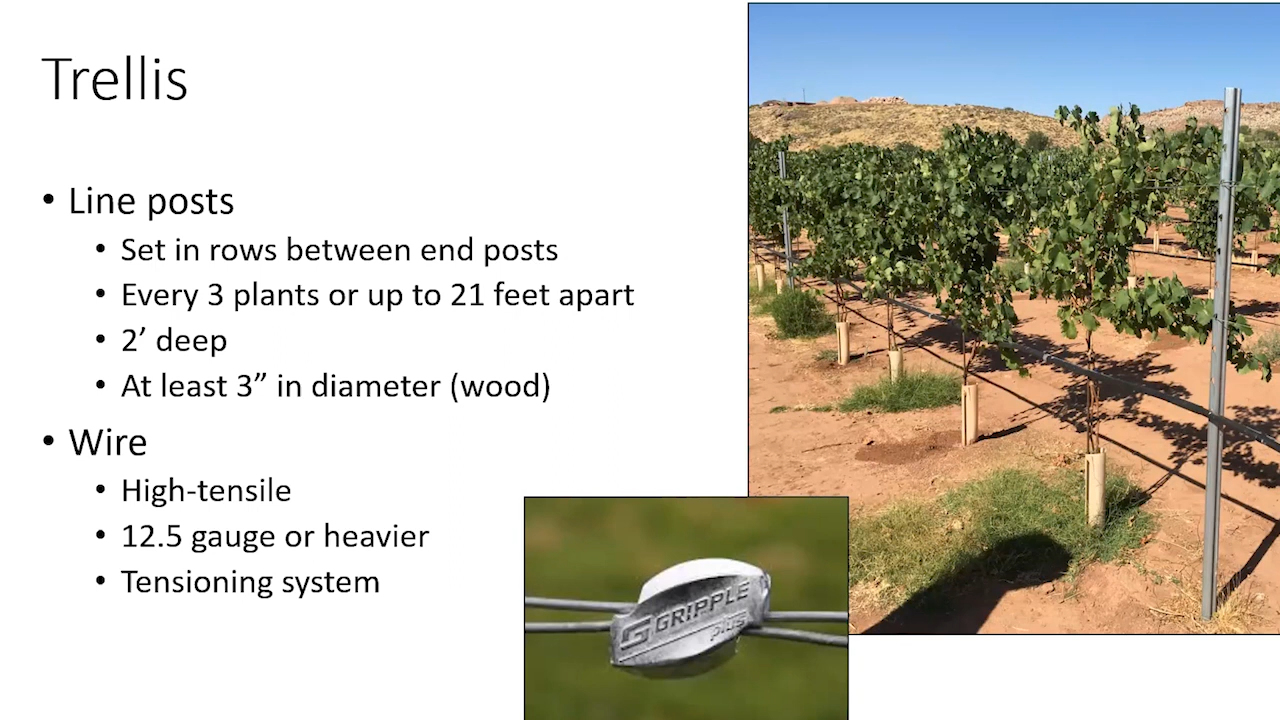 Trellis
• Line posts
• Set in rows between end posts
• Every 3 plants or up to 21 feet apart
• 2’ deep
• At least 3” in diameter (wood)
• Wire
• High-tensile
• 12.5 gauge or heavier
• Tensioning system
GRIPPLE
plus